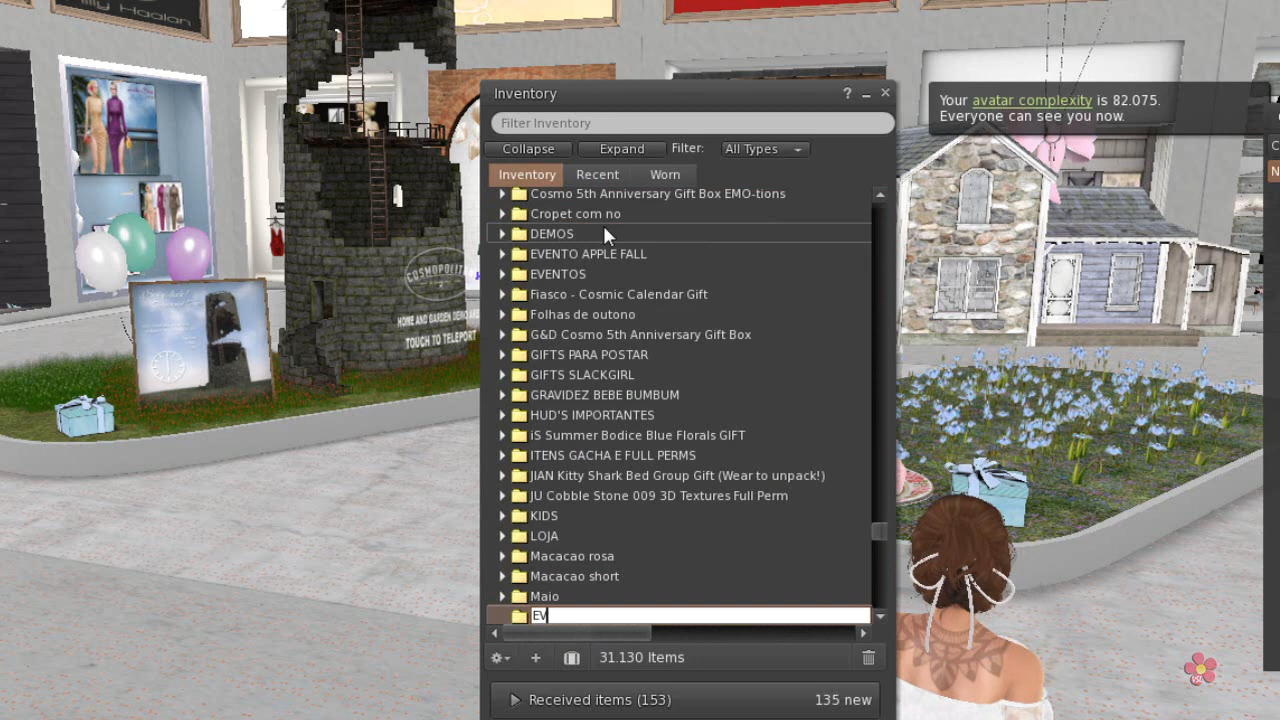 lilly Haalan
Inventory
?
Filter Inventory
Collapse Expand Filter: All Types
Inventory Recent Worn
Cosmo 5th Anniversary Gift Box EMO-tions
Cropet com no
DEMOS
EVENTO APPLE FALL
EVENTOS
Fiasco - Cosmic Calendar Gift
Folhas de outono
G&D Cosmo 5th Anniversary Gift Box
GIFTS PARA POSTAR
GIFTS SLACKGIRL
GRAVIDEZ BEBE BUMBUM
HUD'S IMPORTANTES
iS Summer Bodice Blue Florals GIFT
ITENS GACHA E FULL PERMS
JIAN Kitty Shark Bed Group Gift (Wear to unpack!)
JU Cobble Stone 009 3D Textures Full Perm
KIDS
LOJA
Macacao rosa
Macacao short
Maio
EV
31.130 Items
Received items (153) 135 new
Your avatar complexity is 82.075.
Everyone can see you now.
COSMOPOLIT
HOME AND GARDEN DEMO AR
TOUCH TO TELEPORT